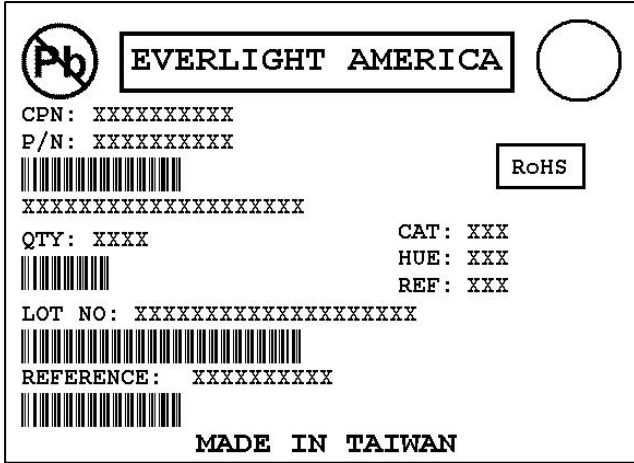 Pb
EVERLIGHT AMERICA
CPN: XXXXXXXXXX
P/N: XXXXXXXXXX
RoHS
XXXXXXXXXXXXXXXXXXXX
QTY: XXXX
CAT: XXX
HUE: XXX
REF: XXX
LOT NO: XXXXXXXXXXXXXXXXXXXX
REFERENCE: XXXXXXXXXX
MADE IN TAIWAN